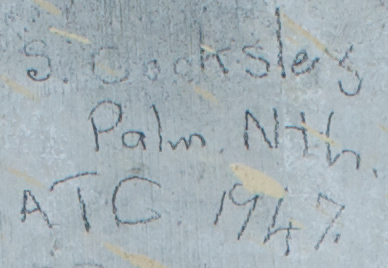 S. Cocksley
Palm. Nth.
ATC 1947.